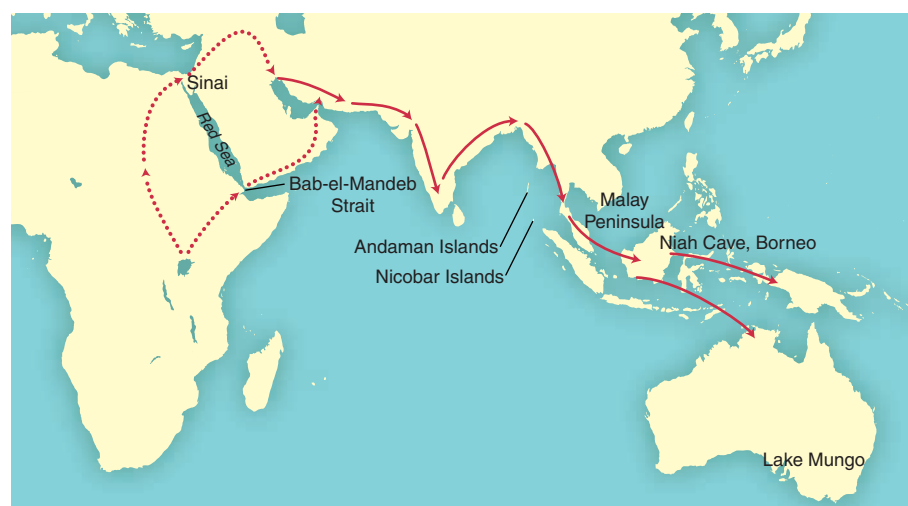 Sinai
Red Sea
Bab-el-Mandeb
Strait
Andaman Islands
Nicobar Islands
Malay
Peninsula
Niah Cave, Borneo
Lake Mungo